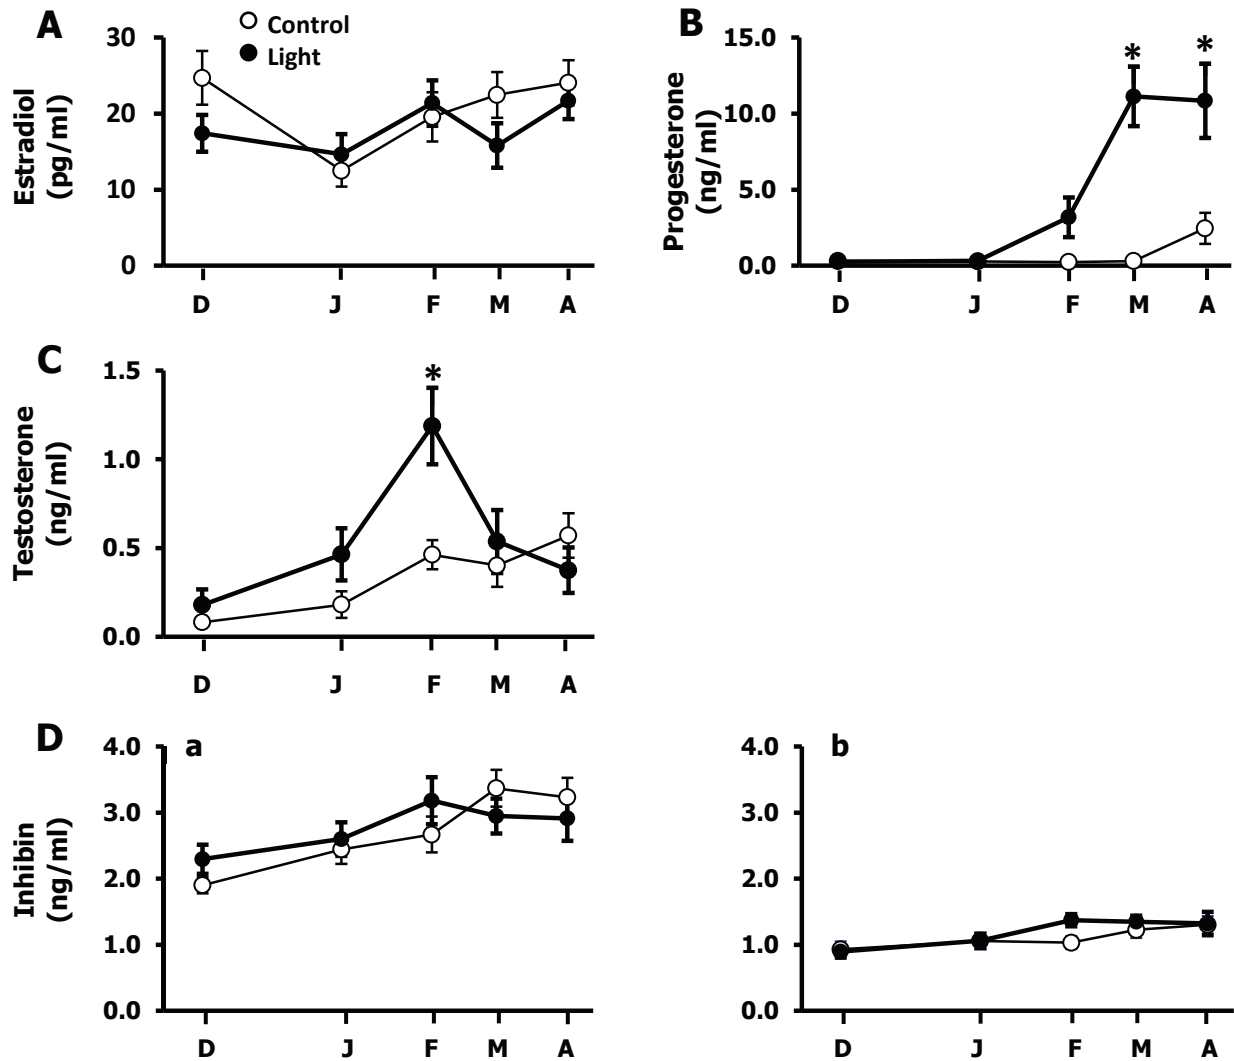 A
Control
Light
30
20
10
0
Estradiol
(pg/ml)
D J F M A
B
15.0
10.0
5.0
0.0
Progesterone
(ng/ml)
* *
D J F M A
C
1.5
1.0
0.5
0.0
Testosterone
(ng/ml)
*
D J F M A
D
a
4.0
3.0
2.0
1.0
0.0
Inhibin
(ng/ml)
D J F M A
b
4.0
3.0
2.0
1.0
0.0
D J F M A